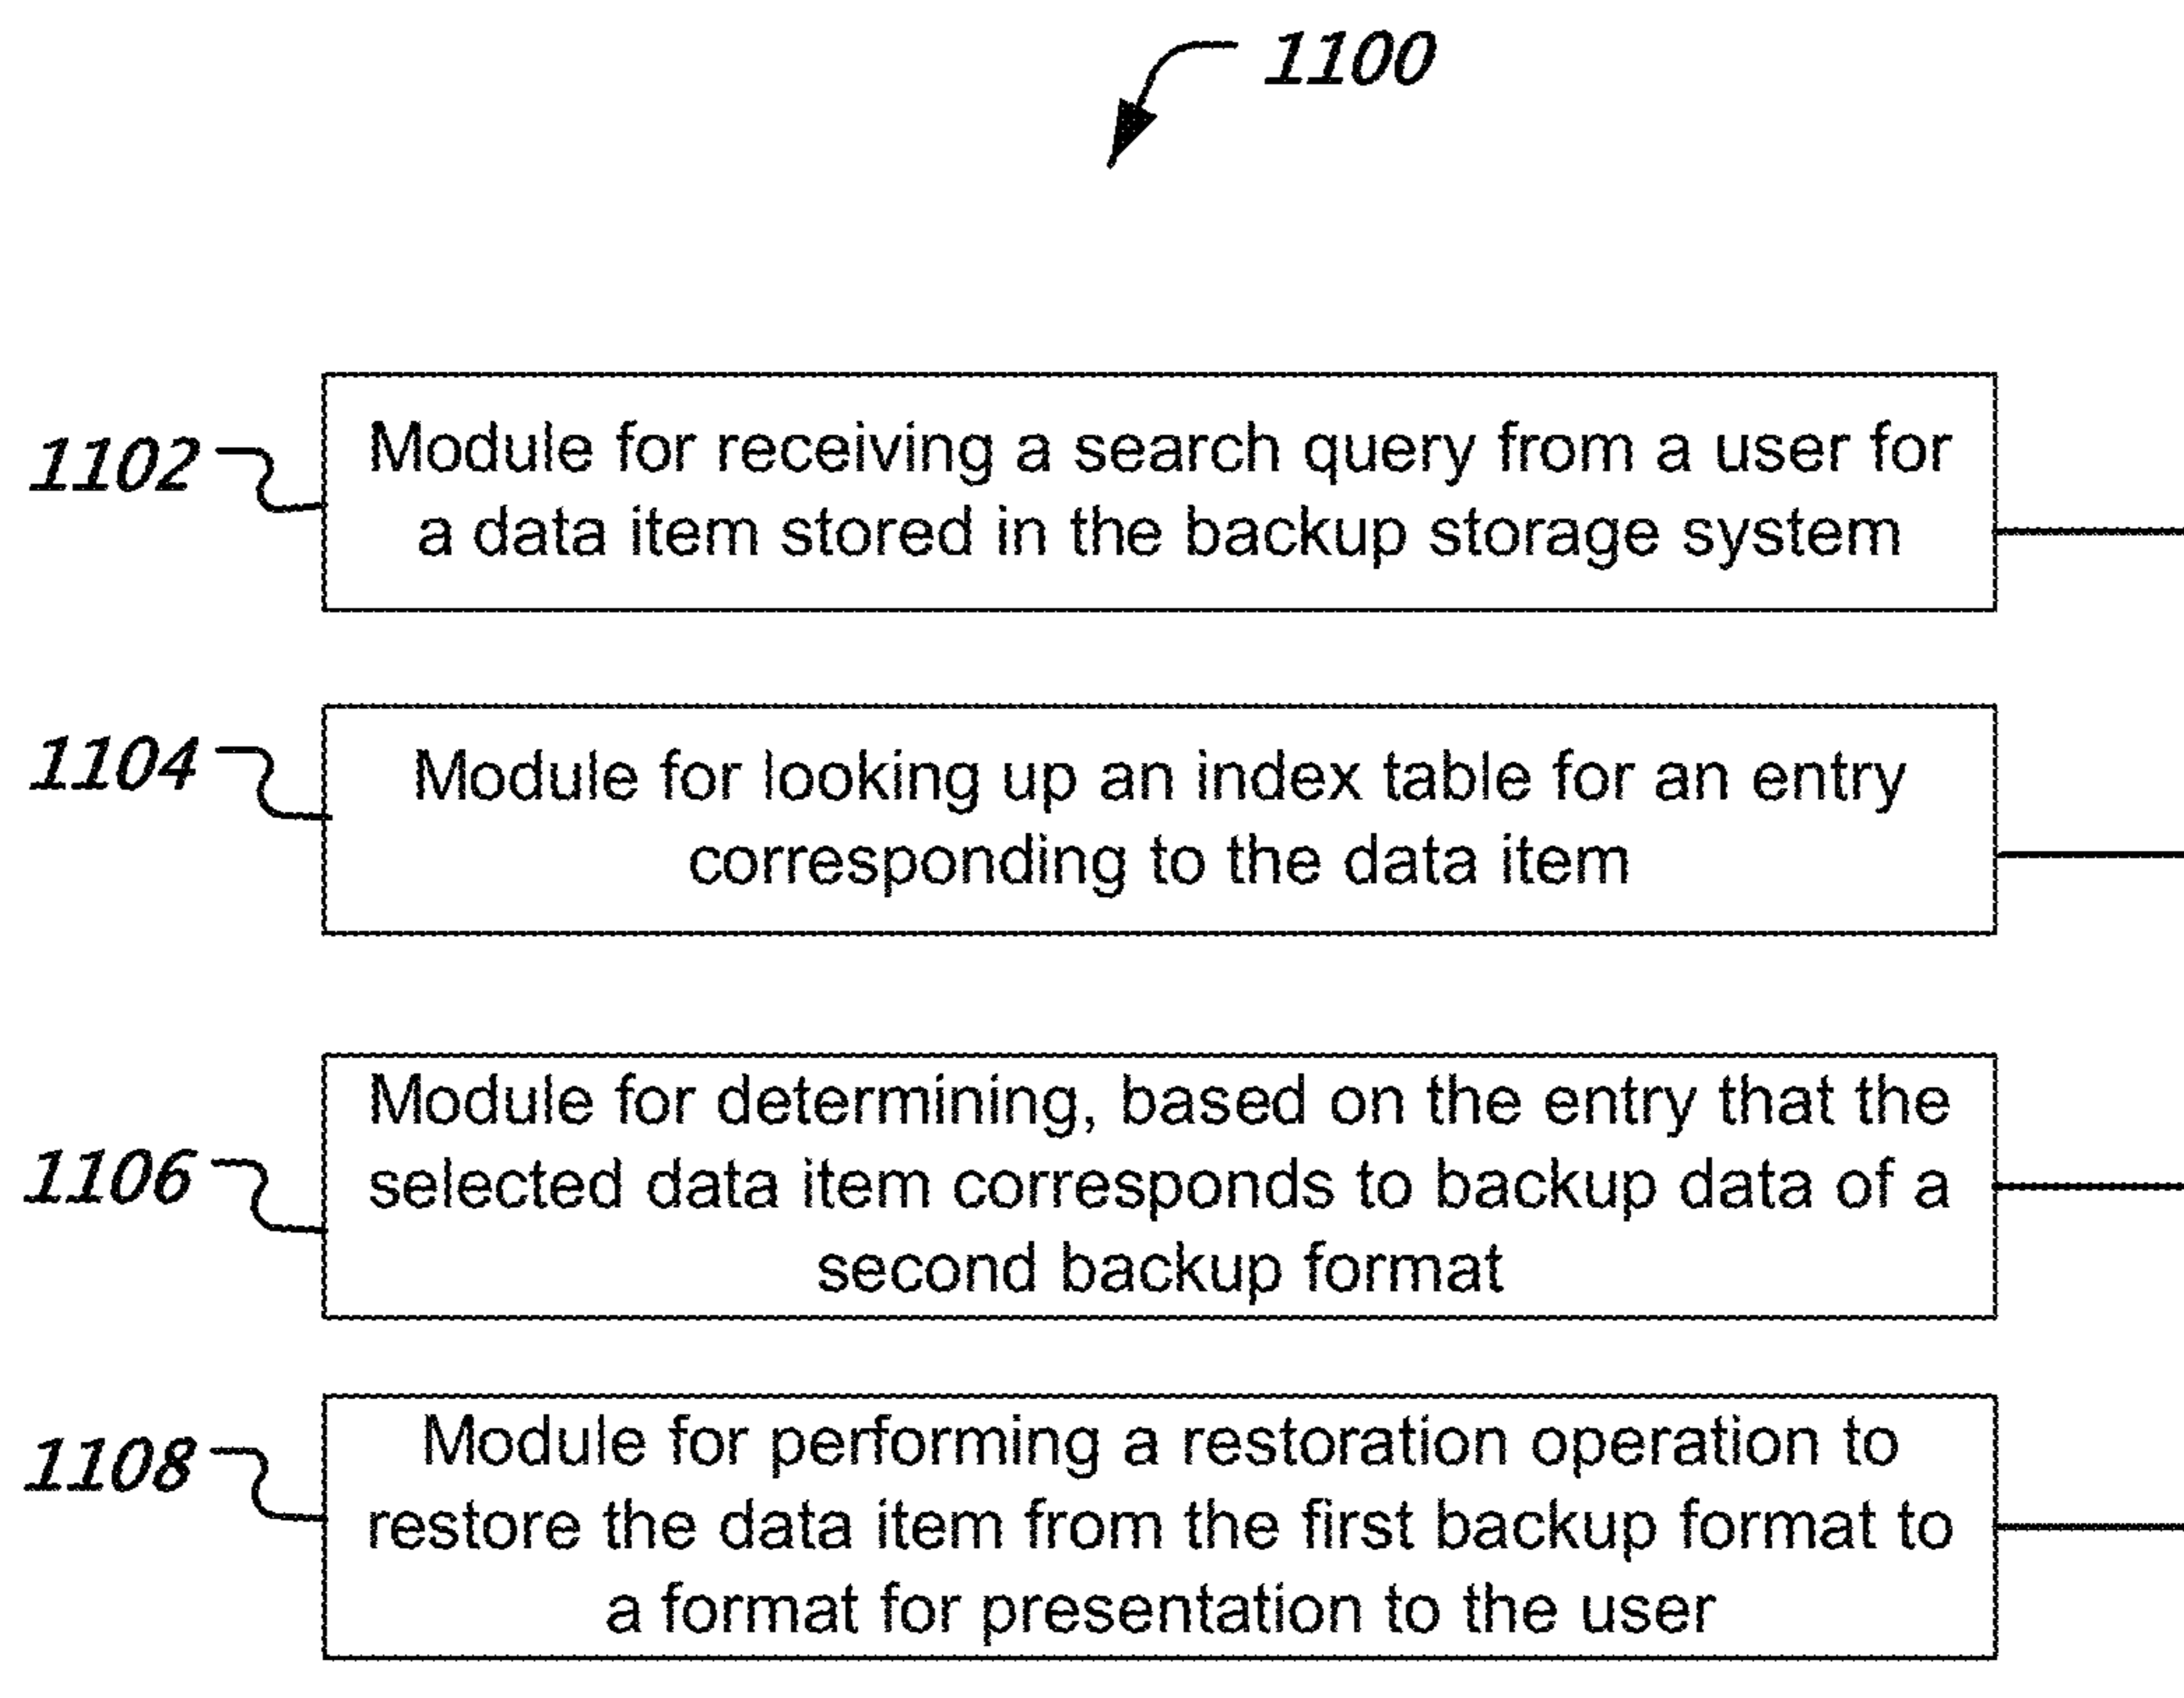 1100
1102
Module for receiving a search query from a user for
a data item stored in the backup storage system
1104
Module for looking up an index table for an entry
corresponding to the data item
1106
Module for determining, based on the entry that the
selected data item corresponds to backup data of a
second backup format
1108
Module for performing a restoration operation to
restore the data item from the first backup format to
a format for presentation to the user